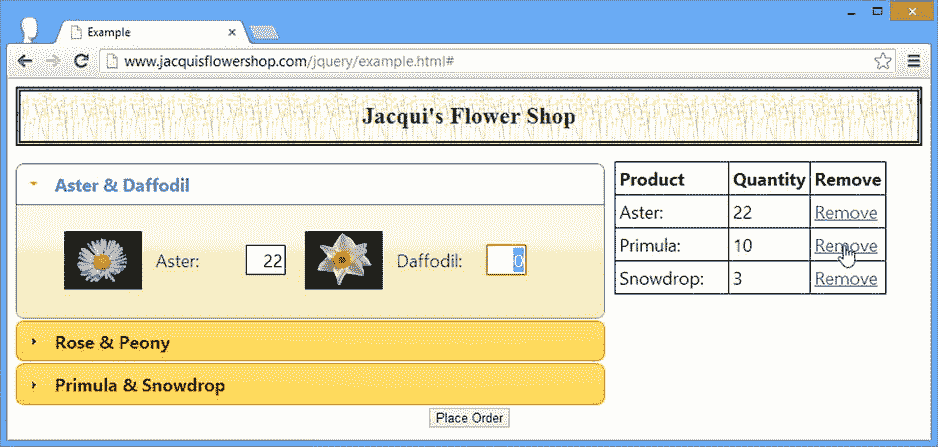 Example
www.jacquisflowershop.com/jquery/example.html#
Jacqui's Flower Shop
Aster & Daffodil
Aster: 22 Daffodil: 0
Rose & Peony
Primula & Snowdrop
Place Order
Product Quantity Remove
Aster: 22 Remove
Primula: 10 Remove
Snowdrop: 3 Remove